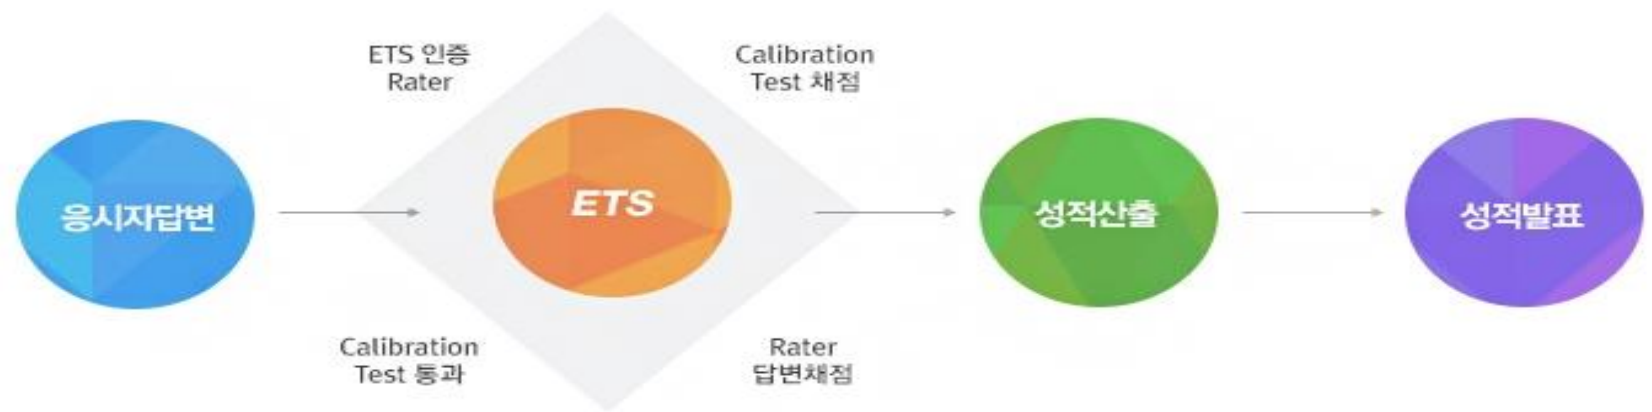 ETS 인증
Rater
Calibration
Test 채점
응시자답변
ETS
성적산출
성적발표
Calibration
Test 통과
Rater
답변채점